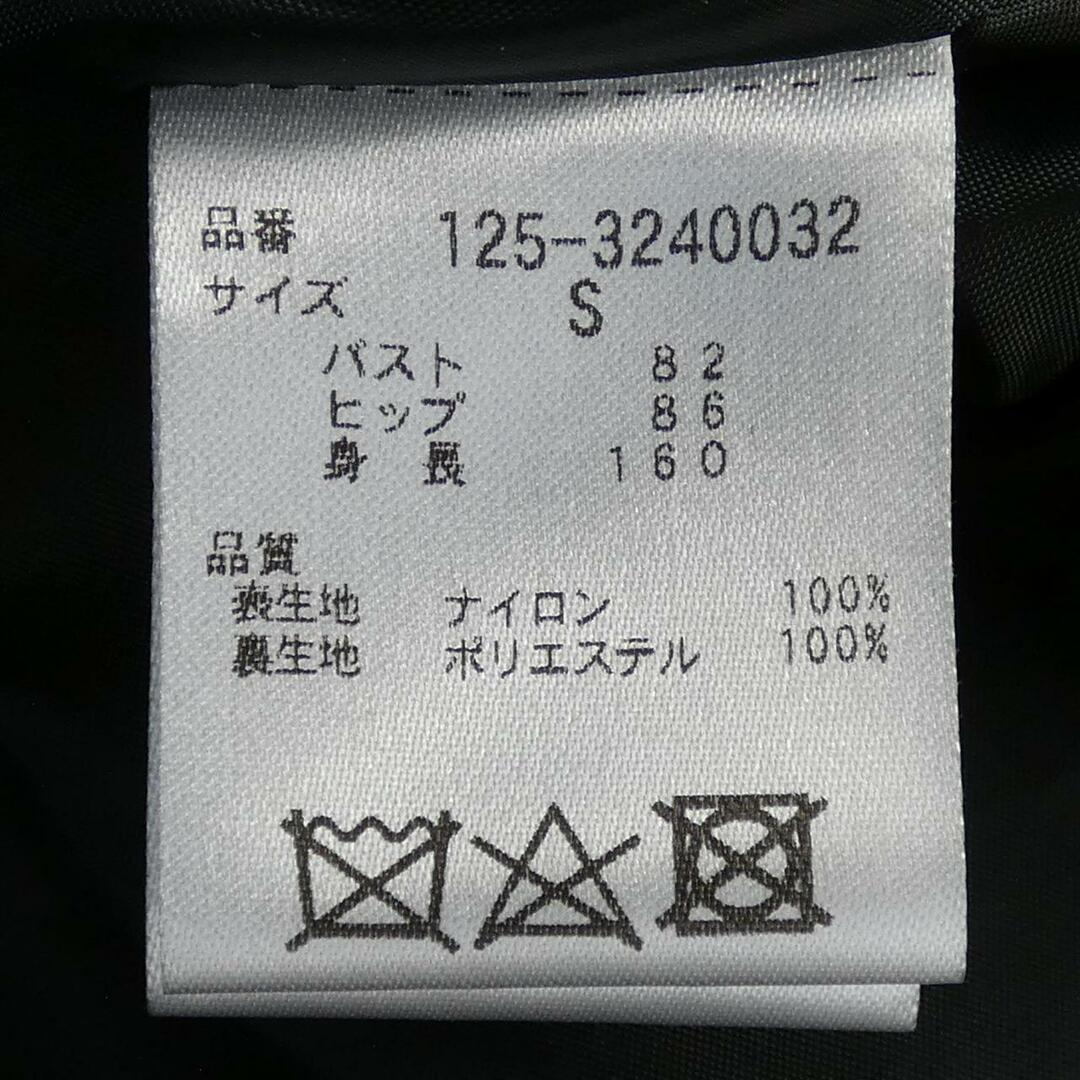 品番 125-3240032
サイズ S
バスト 82
ヒップ 86
身長 160
品質
表生地 ナイロン 100%
裏生地 ポリエステル 100%